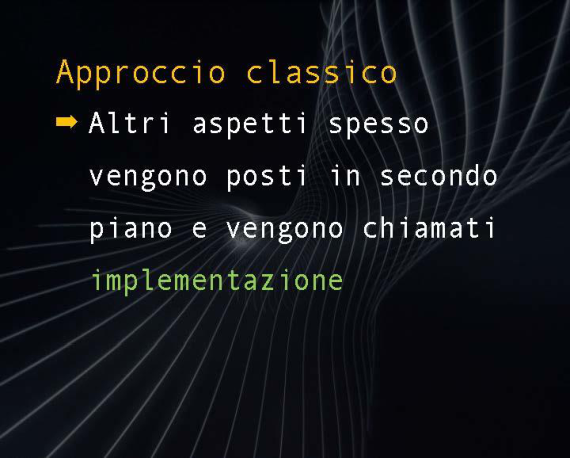 Approccio classico
➡ Altri aspetti spesso
vengono posti in secondo
piano e vengono chiamati
implementazione